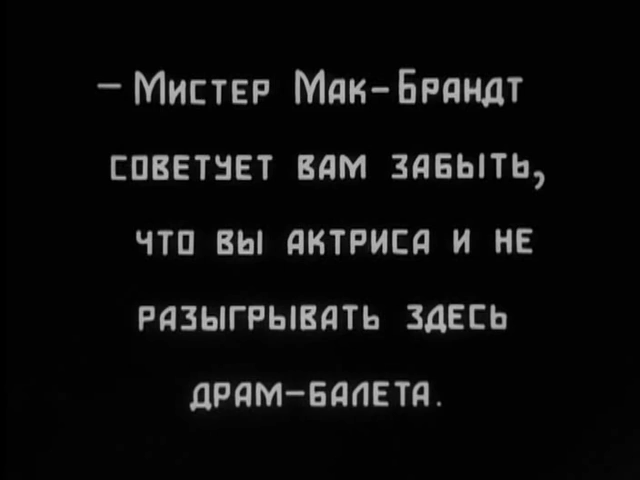 – Мистер Мак-Брандт
советует вам забыть,
что вы актриса и не
разыгрывать здесь
драм-балета.